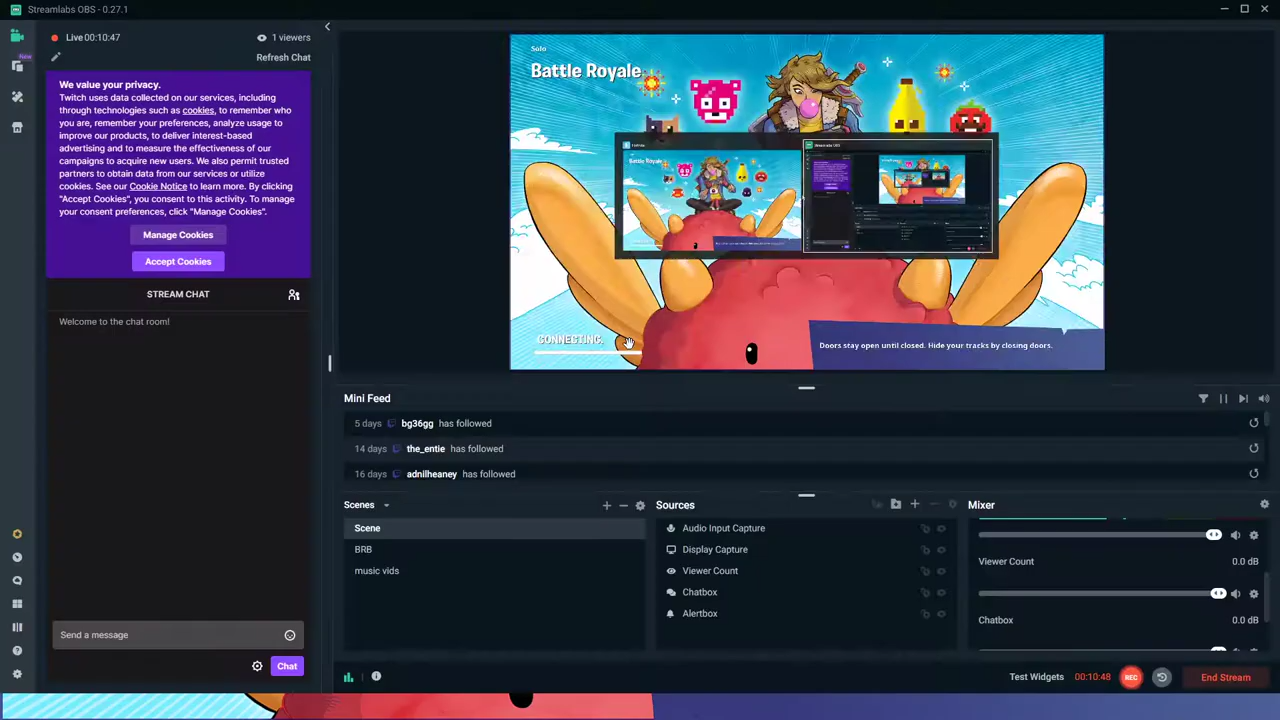 Streamlabs OBS - 0.27.1
Live 00:10:47
1 viewers
New
Refresh Chat
We value your privacy.
Twitch uses data collected on our services, including
through technologies such as cookies, to remember who
you are, remember your preferences, analyze usage to
improve our products, to deliver interest-based
advertising and to measure the effectiveness of our
campaigns to acquire new users. We also permit trusted
partners to collect data from our services or utilize
cookies. See our Cookie Notice to learn more. By clicking
"Accept Cookies", you consent to this activity. To manage
your consent preferences, click "Manage Cookies".
Manage Cookies
Accept Cookies
STREAM CHAT
Welcome to the chat room!
Send a message
Chat
Solo
Battle Royale
Streamlabs OBS
Battle Royale
CONNECTING.
Doors stay open until closed. Hide your tracks by closing doors.
Mini Feed
5 days bg36gg has followed
14 days the_entie has followed
16 days adnilheaney has followed
Scenes
Scene
BRB
music vids
Sources
Audio Input Capture
Display Capture
Viewer Count
Chatbox
Alertbox
Mixer
Viewer Count 0.0 dB
Chatbox 0.0 dB
Test Widgets 00:10:48 REC End Stream